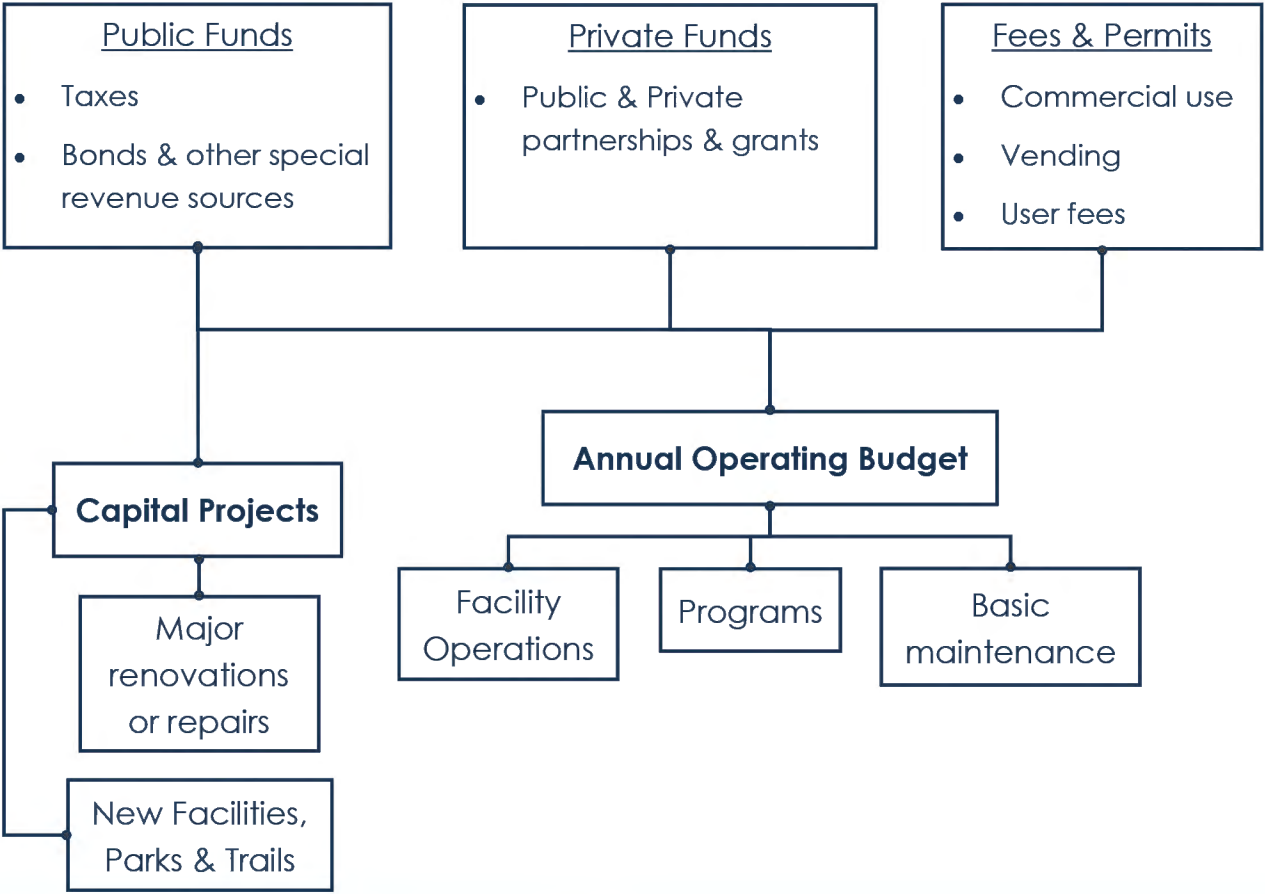 Public Funds
• Taxes
• Bonds & other special
revenue sources
Private Funds
• Public & Private
partnerships & grants
Fees & Permits
• Commercial use
• Vending
• User fees
Annual Operating Budget
Capital Projects
Facility
Operations
Programs
Basic
maintenance
Major
renovations
or repairs
New Facilities,
Parks & Trails